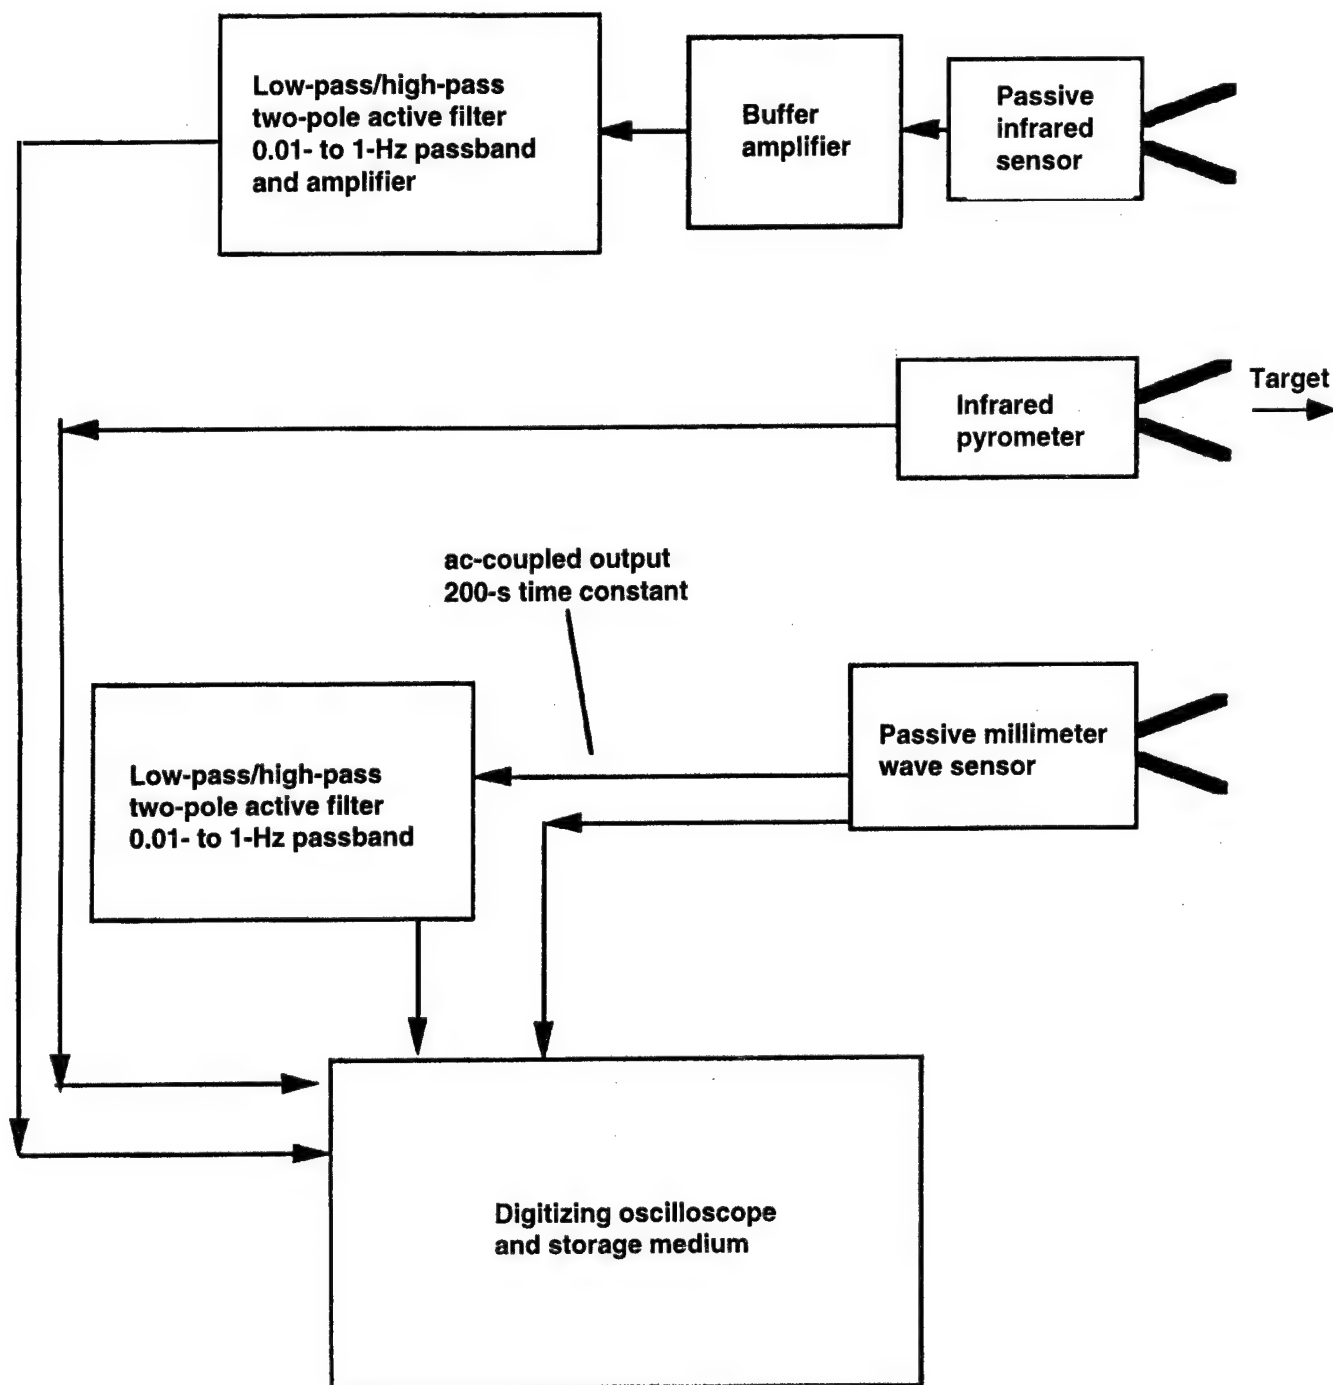 Low-pass/high-pass
two-pole active filter
0.01- to 1-Hz passband
and amplifier
Buffer
amplifier
Passive
infrared
sensor
Infrared
pyrometer
Target
ac-coupled output
200-s time constant
Low-pass/high-pass
two-pole active filter
0.01- to 1-Hz passband
Passive millimeter
wave sensor
Digitizing oscilloscope
and storage medium